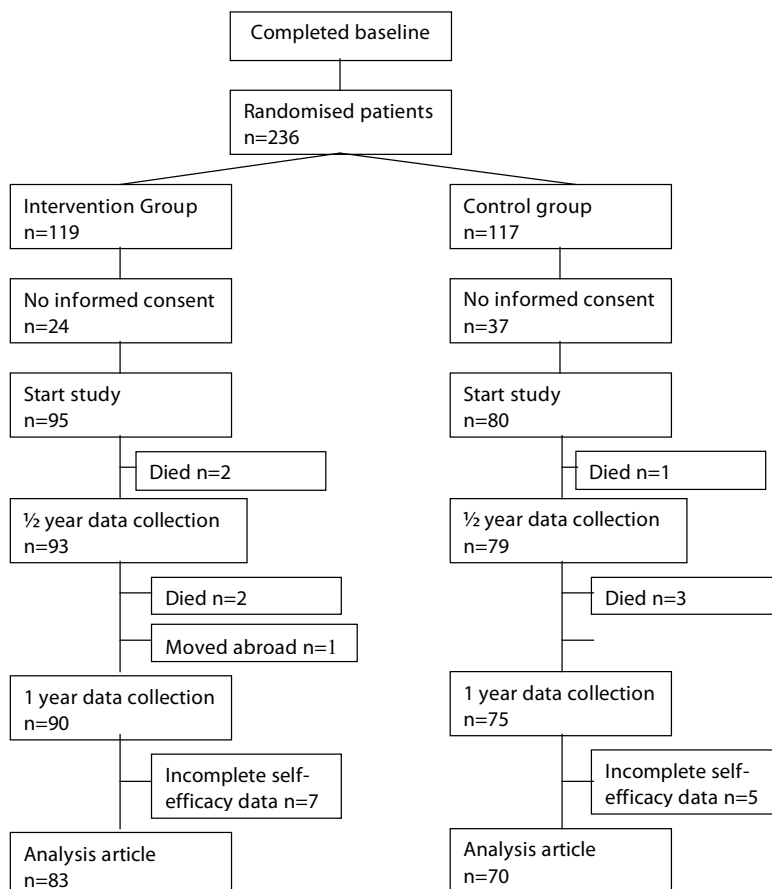 Completed baseline
Randomised patients
n=236
Intervention Group
n=119
Control group
n=117
No informed consent
n=24
No informed consent
n=37
Start study
n=95
Start study
n=80
Died n=2
Died n=1
½ year data collection
n=93
½ year data collection
n=79
Died n=2
Died n=3
Moved abroad n=1
1 year data collection
n=90
1 year data collection
n=75
Incomplete self-
efficacy data n=7
Incomplete self-
efficacy data n=5
Analysis article
n=83
Analysis article
n=70